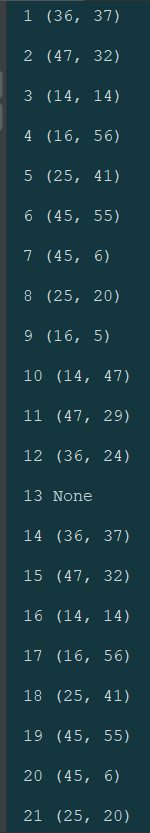 1 (36, 37)
2 (47, 32)
3 (14, 14)
4 (16, 56)
5 (25, 41)
6 (45, 55)
7 (45, 6)
8 (25, 20)
9 (16, 5)
10 (14, 47)
11 (47, 29)
12 (36, 24)
13 None
14 (36, 37)
15 (47, 32)
16 (14, 14)
17 (16, 56)
18 (25, 41)
19 (45, 55)
20 (45, 6)
21 (25, 20)